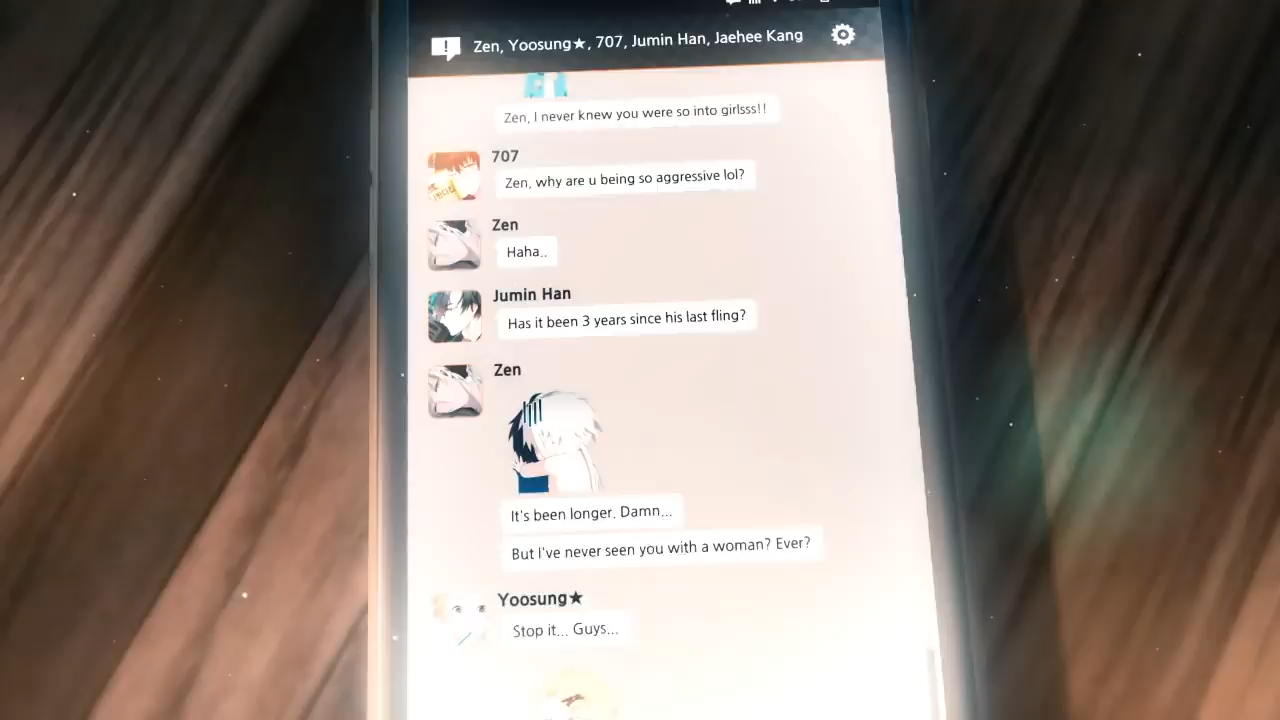 Zen, Yoosung★, 707, Jumin Han, Jaehee Kang
Zen, I never knew you were so into girlsss!!
707
Zen, why are u being so aggressive lol?
Zen
Haha..
Jumin Han
Has it been 3 years since his last fling?
Zen
It's been longer. Damn...
But I've never seen you with a woman? Ever?
Yoosung★
Stop it... Guys...